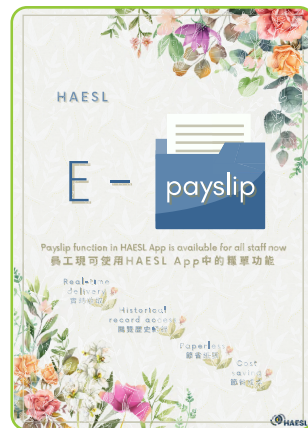 HAESL
E - payslip
Payslip function in HAESL App is available for all staff now
員工現可使用HAESL App中的糧單功能
Real-time
delivery
Historical
record access
Paperless
Cost
saving
HAESL